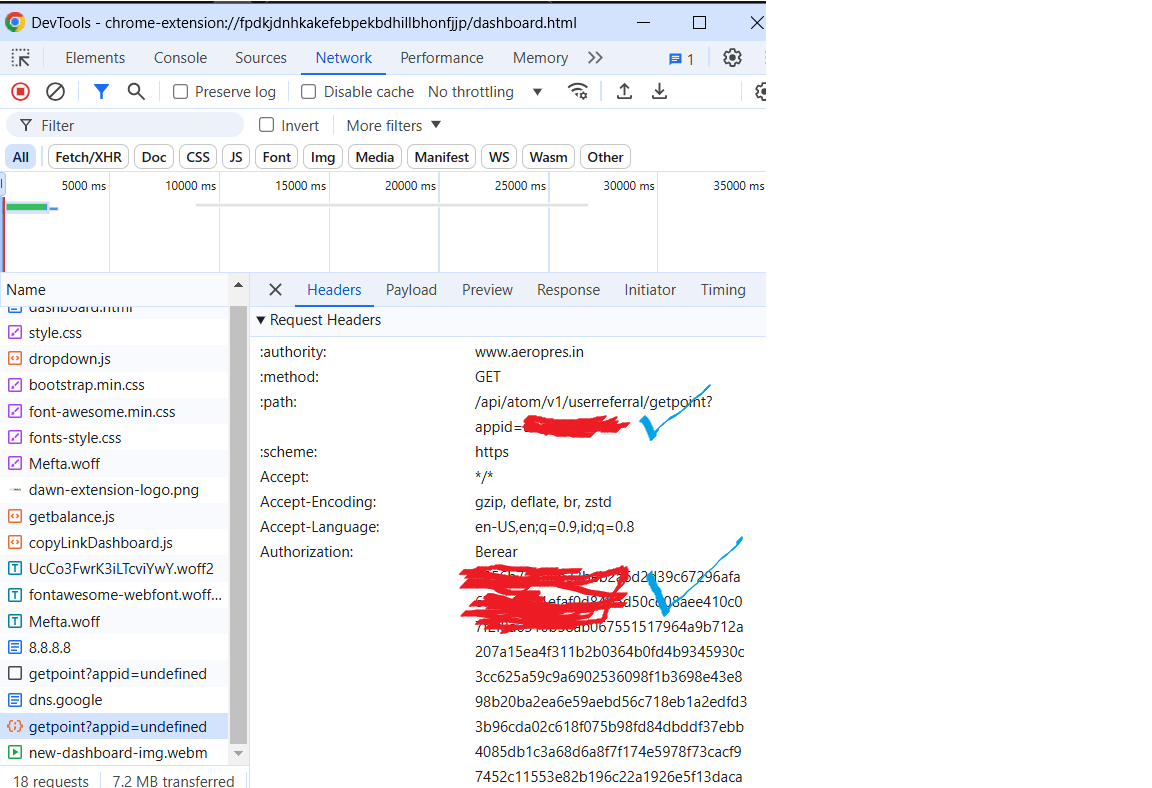 DevTools - chrome-extension://fpdkjdnhkakefebpekbdhillbhonfjjp/dashboard.html
Elements Console Sources Network Performance Memory 1
Preserve log Disable cache No throttling
Filter Invert More filters
All Fetch/XHR Doc CSS JS Font Img Media Manifest WS Wasm Other
5000 ms 10000 ms 15000 ms 20000 ms 25000 ms 30000 ms 35000 ms
Name
dashboard.html
style.css
dropdown.js
bootstrap.min.css
font-awesome.min.css
fonts-style.css
Mefta.woff
dawn-extension-logo.png
getbalance.js
copyLinkDashboard.js
UcCo3FwrK3iLTcviYwY.woff2
fontawesome-webfont.woff...
Mefta.woff
8.8.8.8
getpoint?appid=undefined
dns.google
getpoint?appid=undefined
new-dashboard-img.webm
18 requests 7.2 MB transferred
Headers Payload Preview Response Initiator Timing
Request Headers
:authority: www.aeropres.in
:method: GET
:path: /api/atom/v1/userreferral/getpoint?
appid=
:scheme: https
Accept: */*
Accept-Encoding: gzip, deflate, br, zstd
Accept-Language: en-US,en;q=0.9,id;q=0.8
Authorization: Berear
207a15ea4f311b2b0364b0fd4b9345930c
3cc625a59c9a6902536098f1b3698e43e8
98b20ba2ea6e59aebd56c718eb1a2edfd3
3b96cda02c618f075b98fd84dbddf37ebb
4085db1c3a68d6a8f7f174e5978f73cacf9
7452c11553e82b196c22a1926e5f13daca